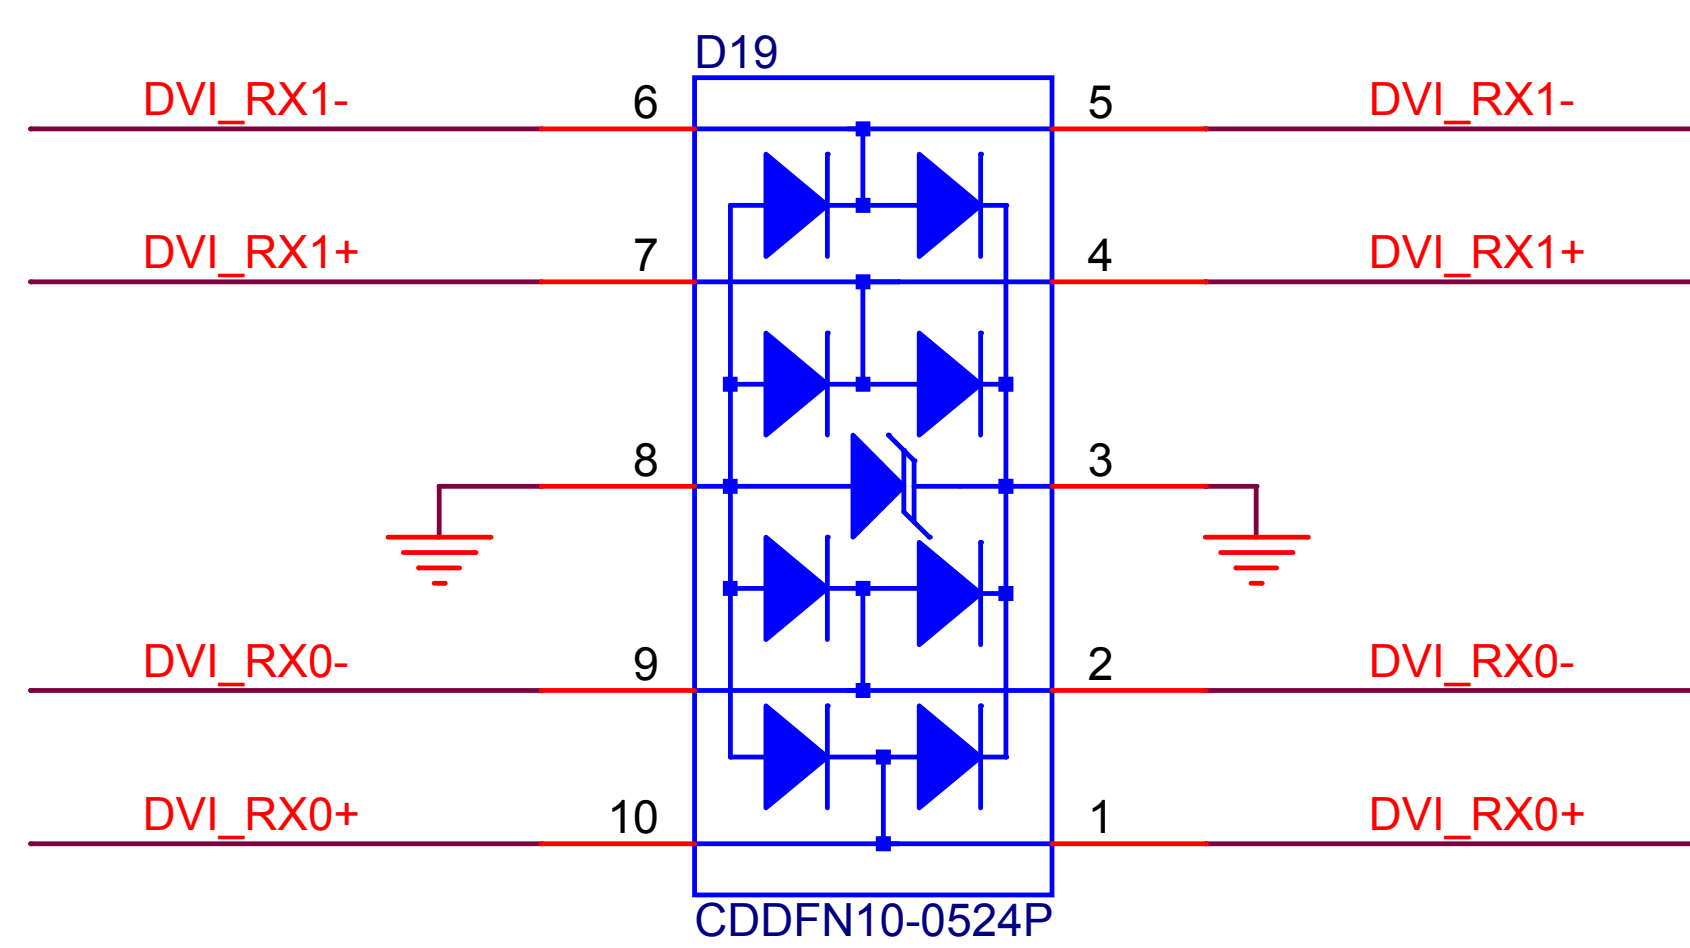 D19
DVI_RX1- 6 5 DVI_RX1-
DVI_RX1+ 7 4 DVI_RX1+
8 3
DVI_RX0- 9 2 DVI_RX0-
DVI_RX0+ 10 1 DVI_RX0+
CDDFN10-0524P